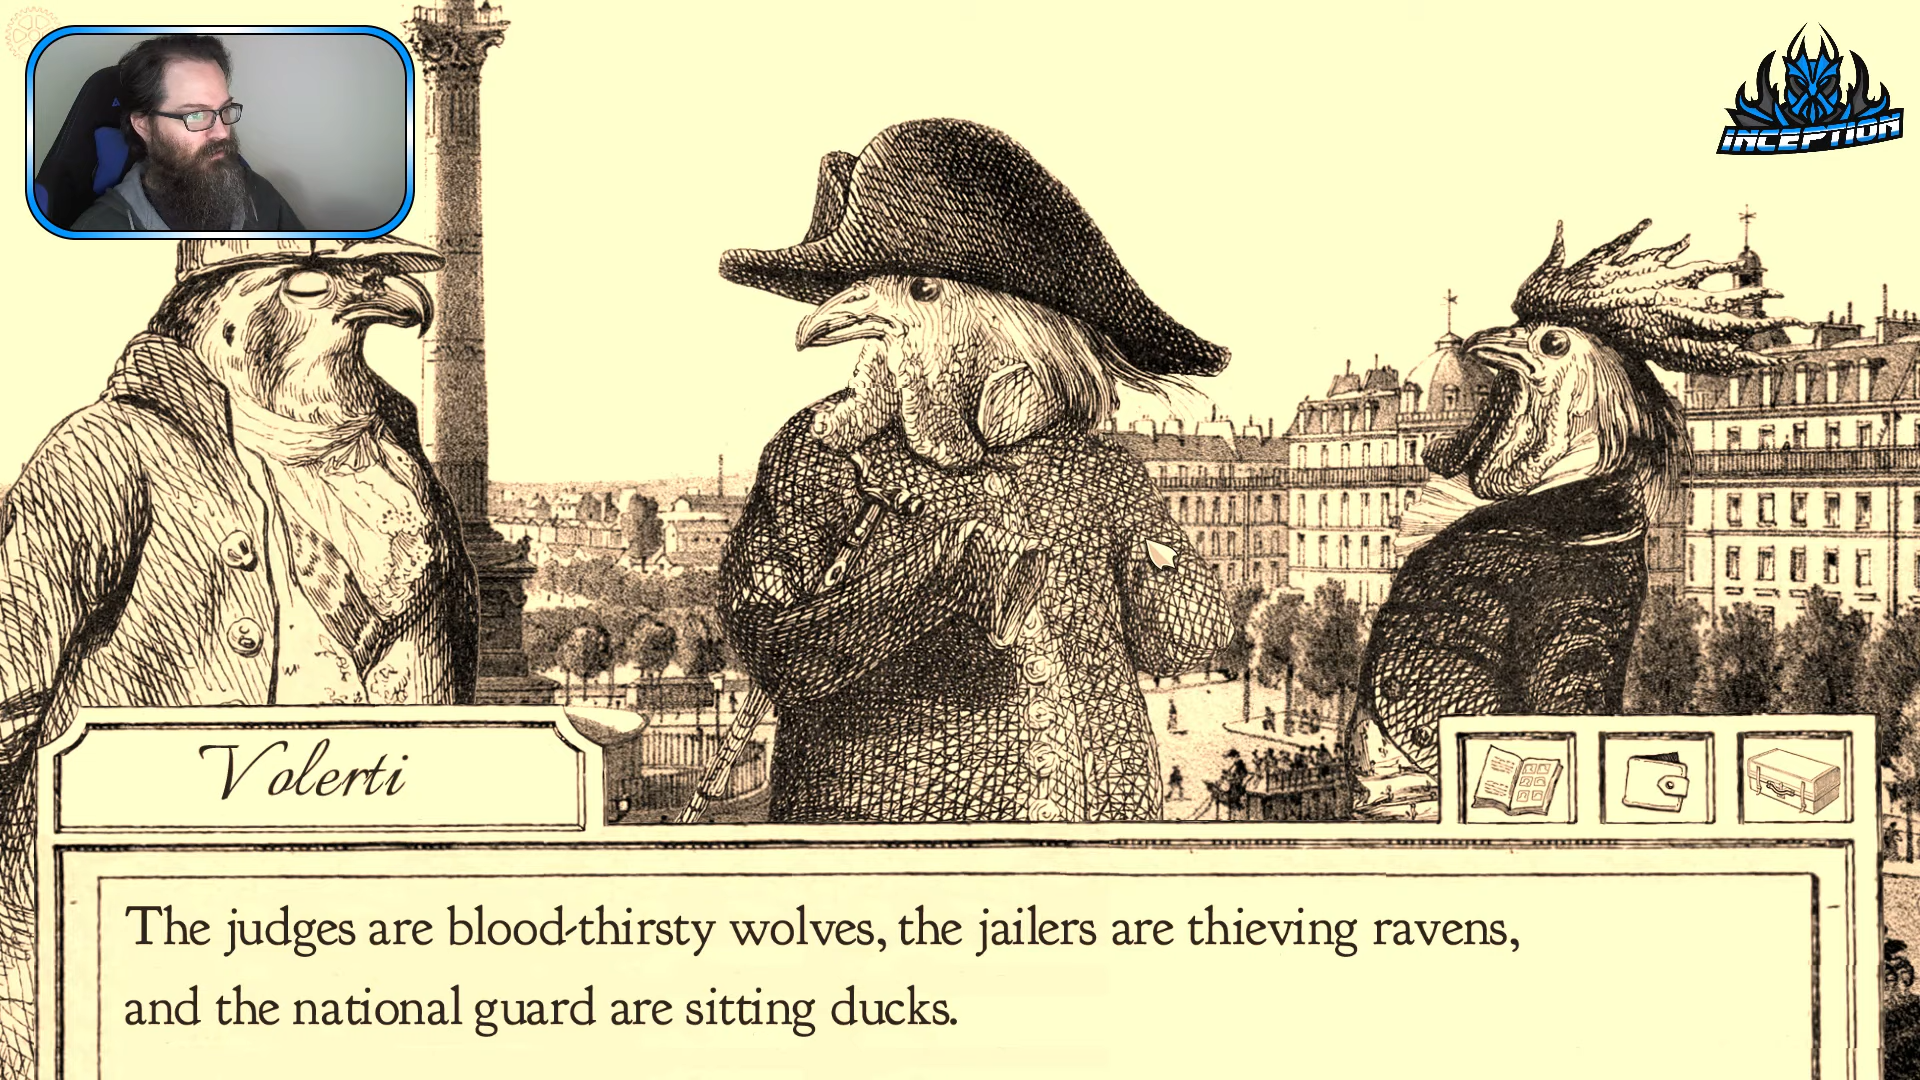 INCEPTION
Volerti
The judges are blood-thirsty wolves, the jailers are thieving ravens,
and the national guard are sitting ducks.